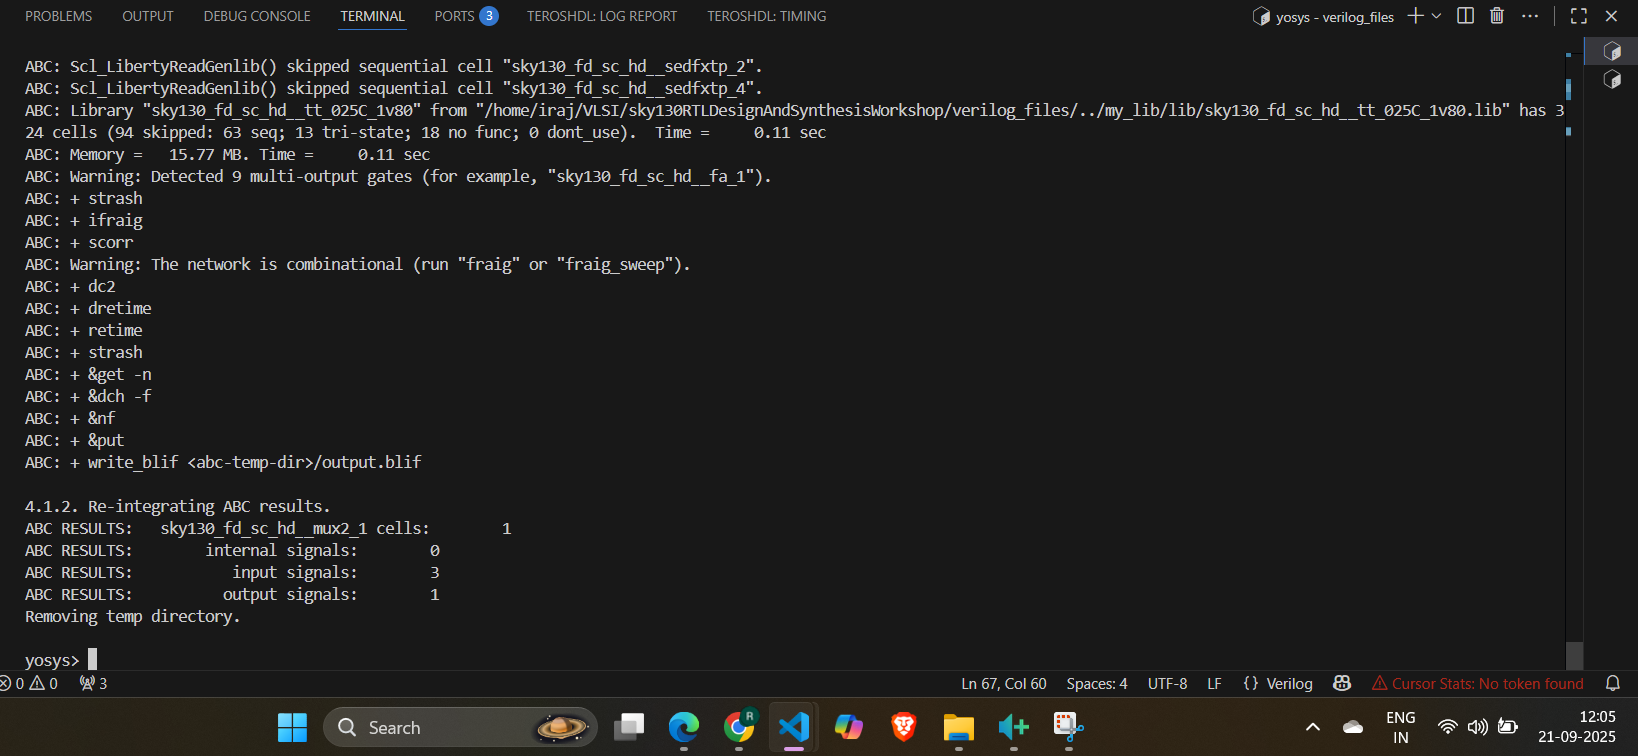 PROBLEMS OUTPUT DEBUG CONSOLE TERMINAL PORTS 3 TEROSHDL: LOG REPORT TEROSHDL: TIMING yosys - verilog_files
ABC: Scl_LibertyReadGenlib() skipped sequential cell "sky130_fd_sc_hd__sedfxtp_2".
ABC: Scl_LibertyReadGenlib() skipped sequential cell "sky130_fd_sc_hd__sedfxtp_4".
ABC: Library "sky130_fd_sc_hd__tt_025C_1v80" from "/home/iraj/VLSI/sky130RTLDesignAndSynthesisWorkshop/verilog_files/../my_lib/lib/sky130_fd_sc_hd__tt_025C_1v80.lib" has 3
24 cells (94 skipped: 63 seq; 13 tri-state; 18 no func; 0 dont_use).  Time =     0.11 sec
ABC: Memory =   15.77 MB. Time =     0.11 sec
ABC: Warning: Detected 9 multi-output gates (for example, "sky130_fd_sc_hd__fa_1").
ABC: + strash
ABC: + ifraig
ABC: + scorr
ABC: Warning: The network is combinational (run "fraig" or "fraig_sweep").
ABC: + dc2
ABC: + dretime
ABC: + retime
ABC: + strash
ABC: + &get -n
ABC: + &dch -f
ABC: + &nf
ABC: + &put
ABC: + write_blif <abc-temp-dir>/output.blif
4.1.2. Re-integrating ABC results.
ABC RESULTS:   sky130_fd_sc_hd__mux2_1 cells:        1
ABC RESULTS:        internal signals:        0
ABC RESULTS:           input signals:        3
ABC RESULTS:          output signals:        1
Removing temp directory.
yosys>
0 0 3 Ln 67, Col 60 Spaces: 4 UTF-8 LF {} Verilog Cursor Stats: No token found
Search R ENG 12:05
IN 21-09-2025